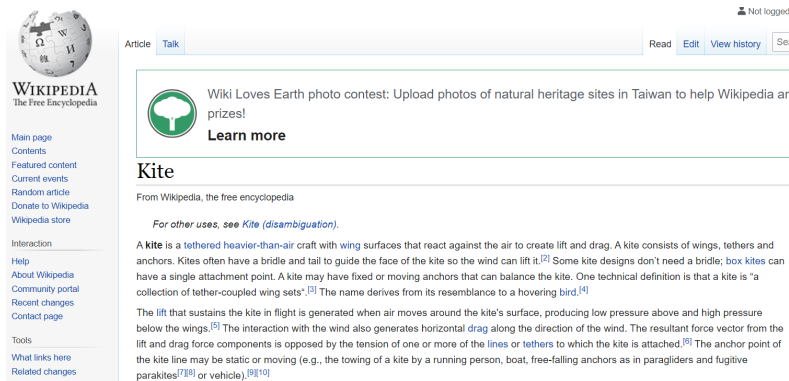 Not logged
WIKIPEDIA
The Free Encyclopedia
Article Talk Read Edit View history
Wiki Loves Earth photo contest: Upload photos of natural heritage sites in Taiwan to help Wikipedia
prizes!
Learn more
Kite
From Wikipedia, the free encyclopedia
For other uses, see Kite (disambiguation).
A kite is a tethered heavier-than-air craft with wing surfaces that react against the air to create lift and drag. A kite consists of wings, tethers and
anchors. Kites often have a bridle and tail to guide the face of the kite so the wind can lift it.[2] Some kite designs don't need a bridle; box kites can
have a single attachment point. A kite may have fixed or moving anchors that can balance the kite. One technical definition is that a kite is “a
collection of tether-coupled wing sets“.[3] The name derives from its resemblance to a hovering bird.[4]
The lift that sustains the kite in flight is generated when air moves around the kite's surface, producing low pressure above and high pressure
below the wings.[5] The interaction with the wind also generates horizontal drag along the direction of the wind. The resultant force vector from the
lift and drag force components is opposed by the tension of one or more of the lines or tethers to which the kite is attached.[6] The anchor point of
the kite line may be static or moving (e.g., the towing of a kite by a running person, boat, free-falling anchors as in paragliders and fugitive
parakites[7][8] or vehicle).[9][10]
Main page
Contents
Featured content
Current events
Random article
Donate to Wikipedia
Wikipedia store
Interaction
Help
About Wikipedia
Community portal
Recent changes
Contact page
Tools
What links here
Related changes